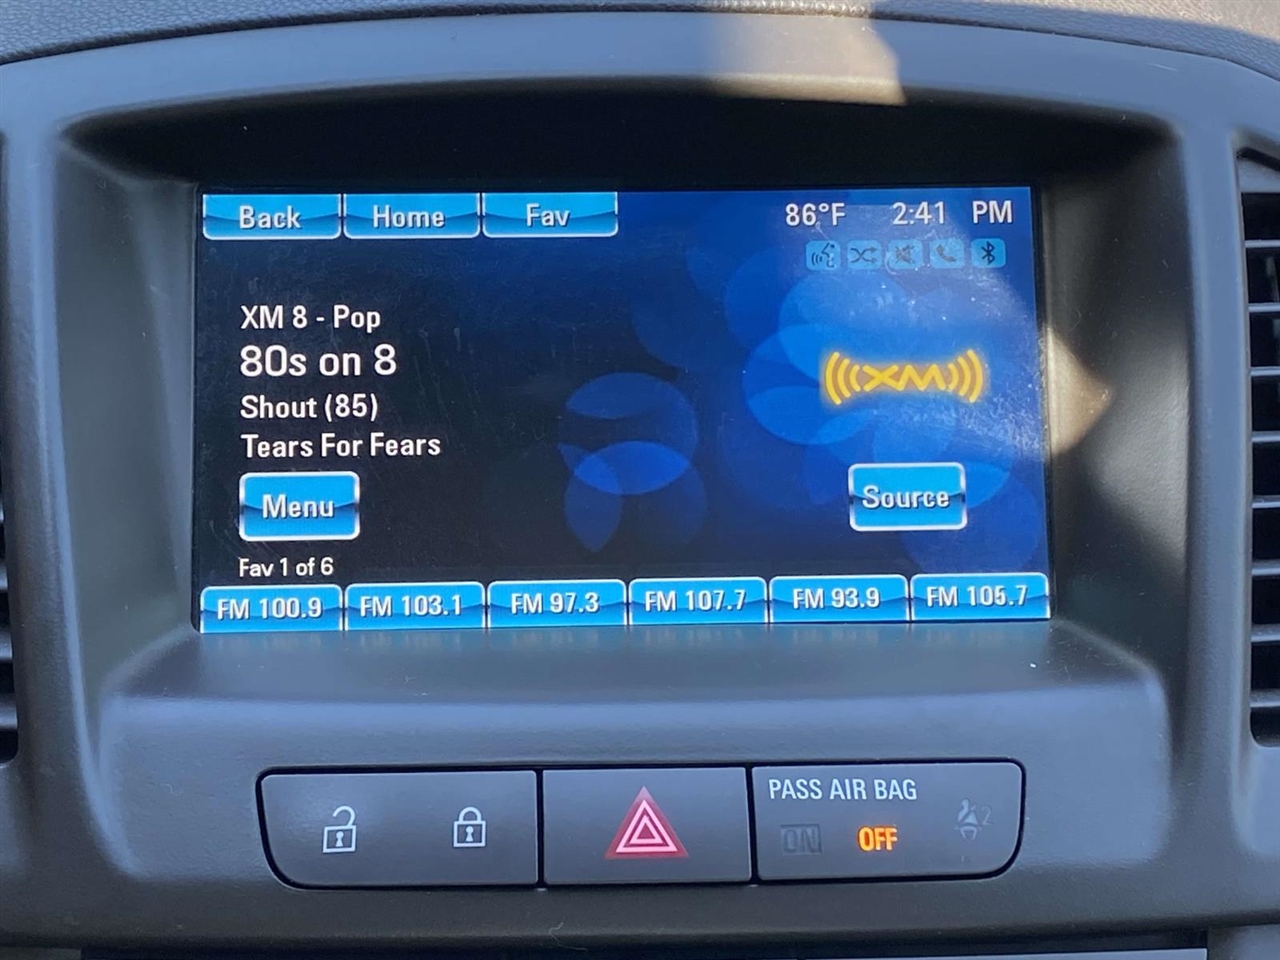 Back Home Fav 86°F 2:41 PM
XM 8 - Pop
80s on 8
XM
Shout (85)
Tears For Fears
Menu Source
Fav 1 of 6
FM 100.9 FM 103.1 FM 97.3 FM 107.7 FM 93.9 FM 105.7
PASS AIR BAG
ON OFF 2